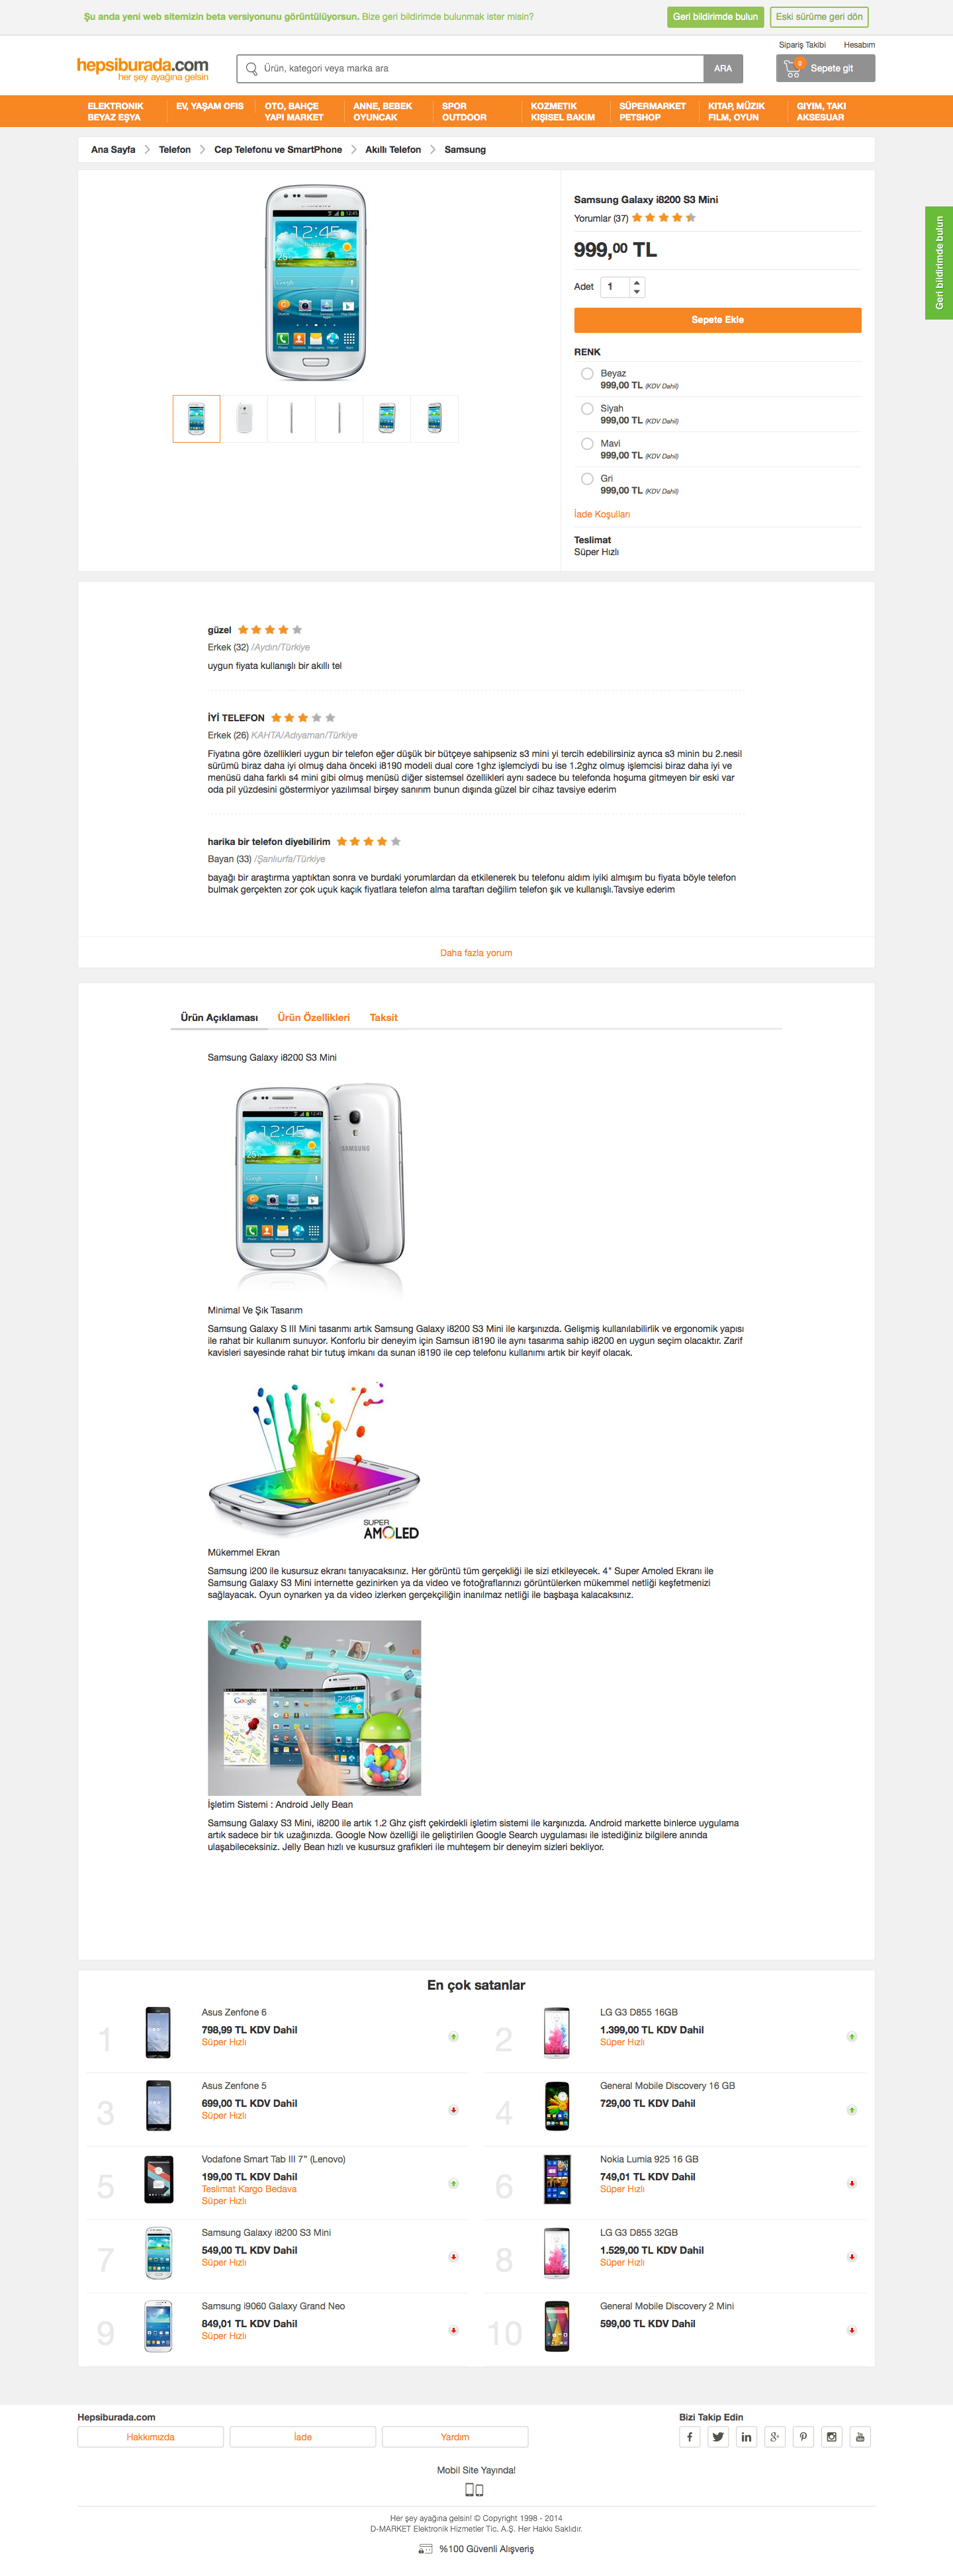 Şu anda yeni web sitemizin beta versiyonunu görüntülüyorsun. Bize geri bildirimde bulunmak ister misin?
Geri bildirimde bulun
Eski sürüme geri dön
Sipariş Takibi
Hesabım
hepsiburada.com
her şey ayağına gelsin
Ürün, kategori veya marka ara
ARA
0
Sepete git
ELEKTRONIK
BEYAZ EŞYA
EV, YAŞAM OFIS
OTO, BAHÇE
YAPI MARKET
ANNE, BEBEK
OYUNCAK
SPOR
OUTDOOR
KOZMETIK
KIŞISEL BAKIM
SÜPERMARKET
PETSHOP
KITAP, MÜZIK
FILM, OYUN
GIYIM, TAKI
AKSESUAR
Ana Sayfa
Telefon
Cep Telefonu ve SmartPhone
Akıllı Telefon
Samsung
Geri bildirimde bulun
12:45
Samsung Galaxy i8200 S3 Mini
Yorumlar (37)
999,00 TL
Adet
1
Sepete Ekle
RENK
Beyaz
999,00 TL (KDV Dahil)
Siyah
999,00 TL (KDV Dahil)
Mavi
999,00 TL (KDV Dahil)
Gri
999,00 TL (KDV Dahil)
İade Koşulları
Teslimat
Süper Hızlı
güzel
Erkek (32) /Aydın/Türkiye
uygun fiyata kullanışlı bir akıllı tel
İYİ TELEFON
Erkek (26) KAHTA/Adıyaman/Türkiye
Fiyatına göre özellikleri uygun bir telefon eğer düşük bir bütçeye sahipseniz s3 mini yi tercih edebilirsiniz ayrıca s3 minin bu 2.nesil
sürümü biraz daha iyi olmuş daha önceki i8190 modeli dual core 1ghz işlemciydi bu ise 1.2ghz olmuş işlemcisi biraz daha iyi ve
menüsü daha farklı s4 mini gibi olmuş menüsü diğer sistemsel özellikleri aynı sadece bu telefonda hoşuma gitmeyen bir eski var
oda pil yüzdesini göstermiyor yazılımsal birşey sanırım bunun dışında güzel bir cihaz tavsiye ederim
harika bir telefon diyebilirim
Bayan (33) /Şanlıurfa/Türkiye
bayağı bir araştırma yaptıktan sonra ve burdaki yorumlardan da etkilenerek bu telefonu aldım iyiki almışım bu fiyata böyle telefon
bulmak gerçekten zor çok uçuk kaçık fiyatlara telefon alma taraftarı değilim telefon şık ve kullanışlı.Tavsiye ederim
Daha fazla yorum
Ürün Açıklaması
Ürün Özellikleri
Taksit
Samsung Galaxy i8200 S3 Mini
12:45
SAMSUNG
Minimal Ve Şık Tasarım
Samsung Galaxy S III Mini tasarımı artık Samsung Galaxy i8200 S3 Mini ile karşınızda. Gelişmiş kullanılabilirlik ve ergonomik yapısı
ile rahat bir kullanım sunuyor. Konforlu bir deneyim için Samsun i8190 ile aynı tasarıma sahip i8200 en uygun seçim olacaktır. Zarif
kavisleri sayesinde rahat bir tutuş imkanı da sunan i8190 ile cep telefonu kullanımı artık bir keyif olacak.
SUPER
AMOLED
Mükemmel Ekran
Samsung i200 ile kusursuz ekranı tanıyacaksınız. Her görüntü tüm gerçekliği ile sizi etkileyecek. 4" Super Amoled Ekranı ile
Samsung Galaxy S3 Mini internette gezinirken ya da video ve fotoğraflarınızı görüntülerken mükemmel netliği keşfetmenizi
sağlayacak. Oyun oynarken ya da video izlerken gerçekçiliğin inanılmaz netliği ile başbaşa kalacaksınız.
Google
12:45
İşletim Sistemi : Android Jelly Bean
Samsung Galaxy S3 Mini, i8200 ile artık 1.2 Ghz çisft çekirdekli işletim sistemi ile karşınızda. Android markette binlerce uygulama
artık sadece bir tık uzağınızda. Google Now özelliği ile geliştirilen Google Search uygulaması ile istediğiniz bilgilere anında
ulaşabileceksiniz. Jelly Bean hızlı ve kusursuz grafikleri ile muhteşem bir deneyim sizleri bekliyor.
En çok satanlar
1
Asus Zenfone 6
798,99 TL KDV Dahil
Süper Hızlı
2
LG G3 D855 16GB
1.399,00 TL KDV Dahil
Süper Hızlı
3
Asus Zenfone 5
699,00 TL KDV Dahil
Süper Hızlı
4
General Mobile Discovery 16 GB
729,00 TL KDV Dahil
5
Vodafone Smart Tab III 7" (Lenovo)
199,00 TL KDV Dahil
Teslimat Kargo Bedava
Süper Hızlı
6
Nokia Lumia 925 16 GB
749,01 TL KDV Dahil
Süper Hızlı
7
Samsung Galaxy i8200 S3 Mini
549,00 TL KDV Dahil
Süper Hızlı
8
LG G3 D855 32GB
1.529,00 TL KDV Dahil
Süper Hızlı
9
Samsung i9060 Galaxy Grand Neo
849,01 TL KDV Dahil
Süper Hızlı
10
General Mobile Discovery 2 Mini
599,00 TL KDV Dahil
Hepsiburada.com
Hakkımızda
İade
Yardım
Bizi Takip Edin
Mobil Site Yayında!
Her şey ayağına gelsin! © Copyright 1998 - 2014
D-MARKET Elektronik Hizmetler Tic. A.Ş. Her Hakkı Saklıdır.
%100 Güvenli Alışveriş